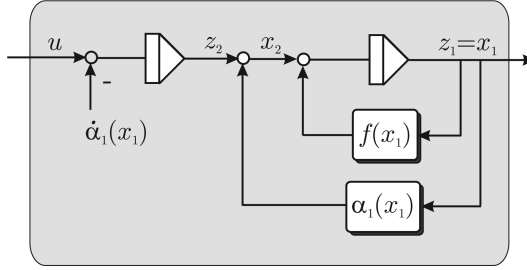 u z₂ x₂ z₁=x₁
-
α̇₁(x₁)
f(x₁)
α₁(x₁)